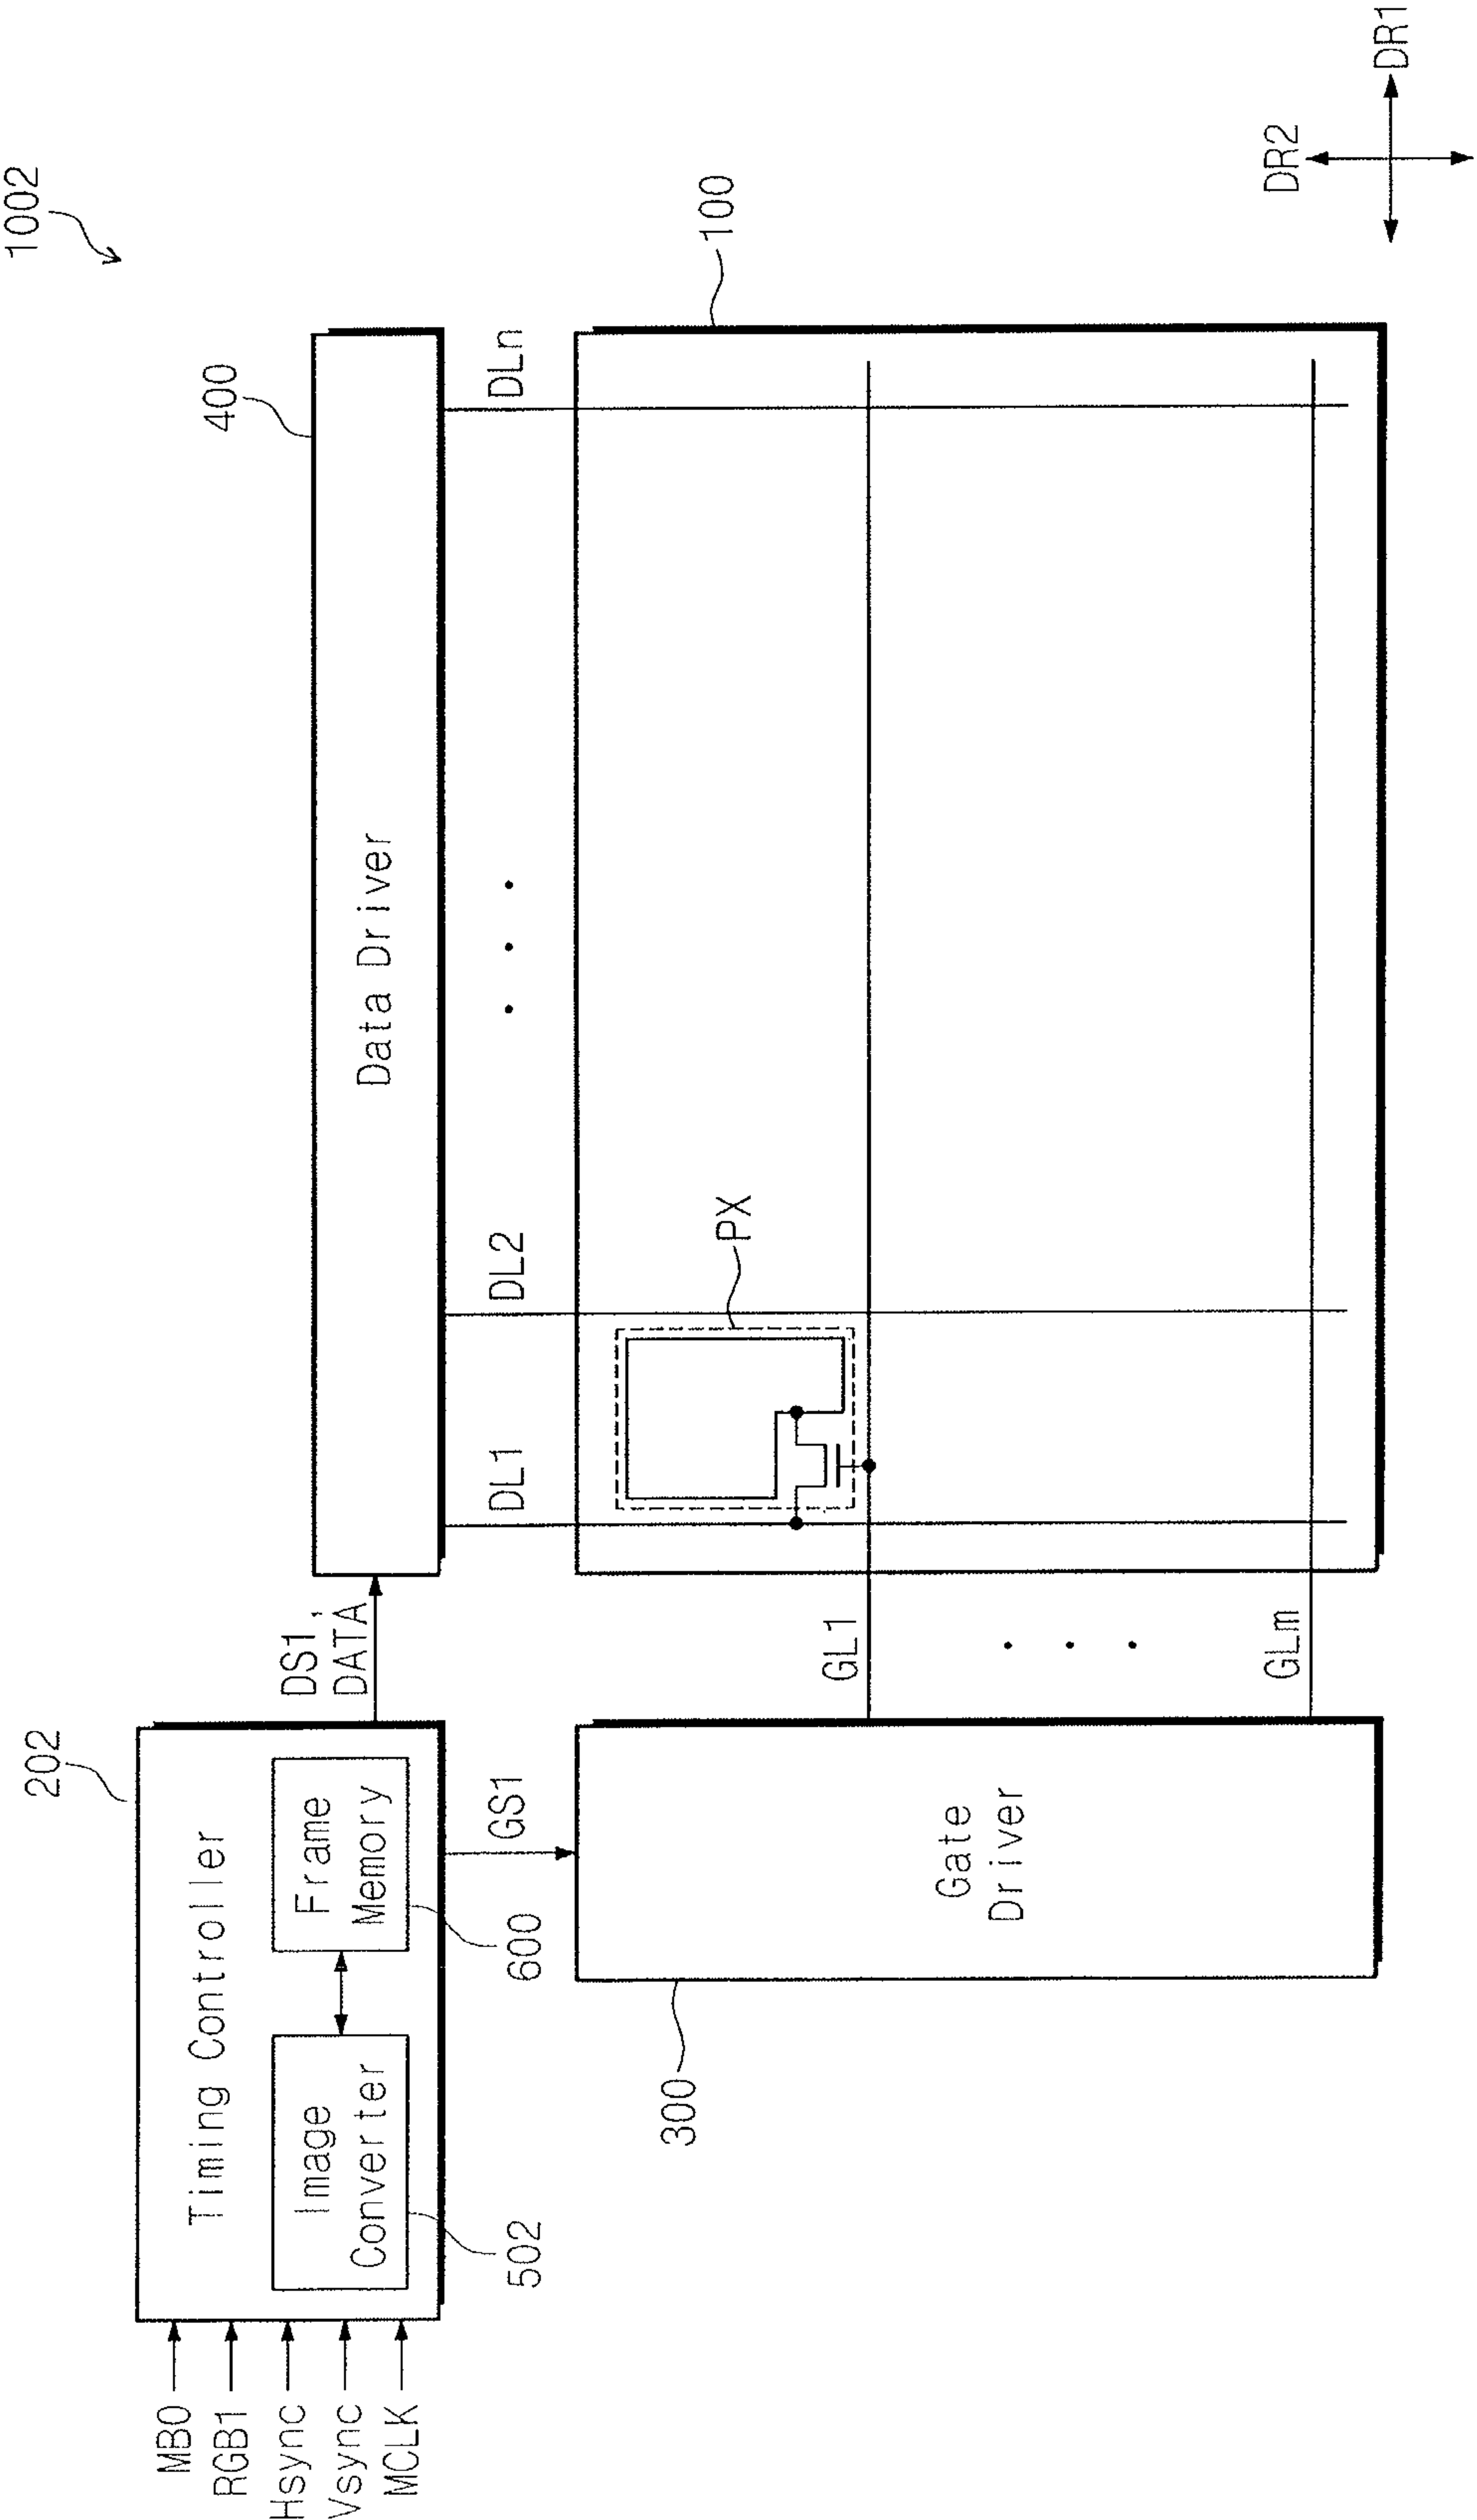 1002
202
400
Timing Controller
MB0
RGB1
Hsync
Vsync
MCLK
Image
Converter
Frame
Memory
502
600
DS1,
DATA
Data Driver
GS1
DL1
DL2
DLn
300
Gate
Driver
PX
100
GL1
GLm
DR2
DR1